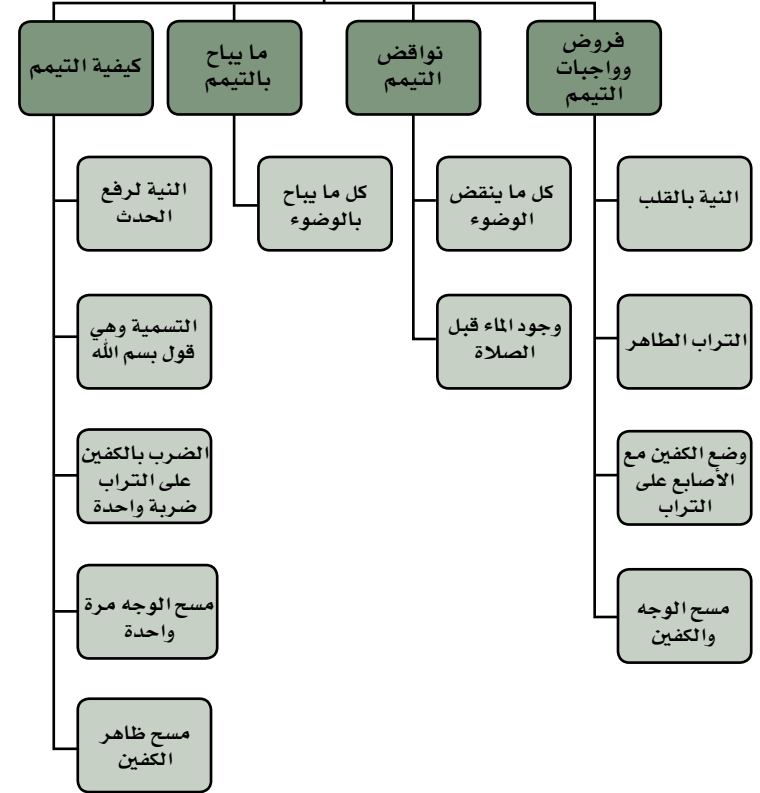 فروض
وواجبات
التيمم
النية بالقلب
التراب الطاهر
وضع الكفين مع
الأصابع على
التراب
مسح الوجه
والكفين
نواقض
التيمم
كل ما ينقض
الوضوء
وجود الماء قبل
الصلاة
ما يباح
بالتيمم
كل ما يباح
بالوضوء
كيفية التيمم
النية لرفع
الحدث
التسمية وهي
قول بسم الله
الضرب بالكفين
على التراب
ضربة واحدة
مسح الوجه مرة
واحدة
مسح ظاهر
الكفين